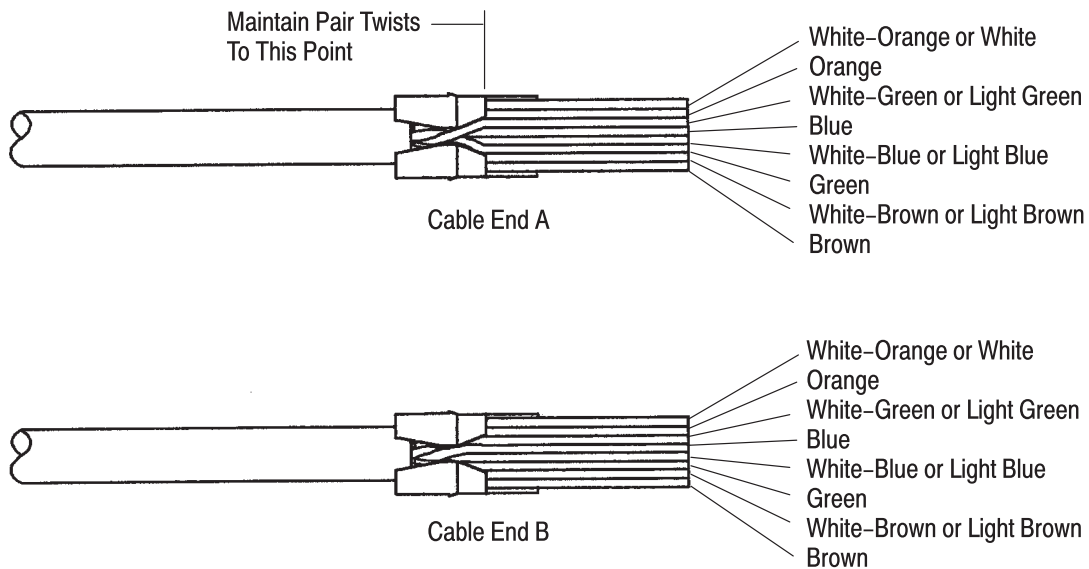 Maintain Pair Twists
To This Point
White–Orange or White
Orange
White–Green or Light Green
Blue
White–Blue or Light Blue
Green
White–Brown or Light Brown
Brown
Cable End A
White–Orange or White
Orange
White–Green or Light Green
Blue
White–Blue or Light Blue
Green
White–Brown or Light Brown
Brown
Cable End B